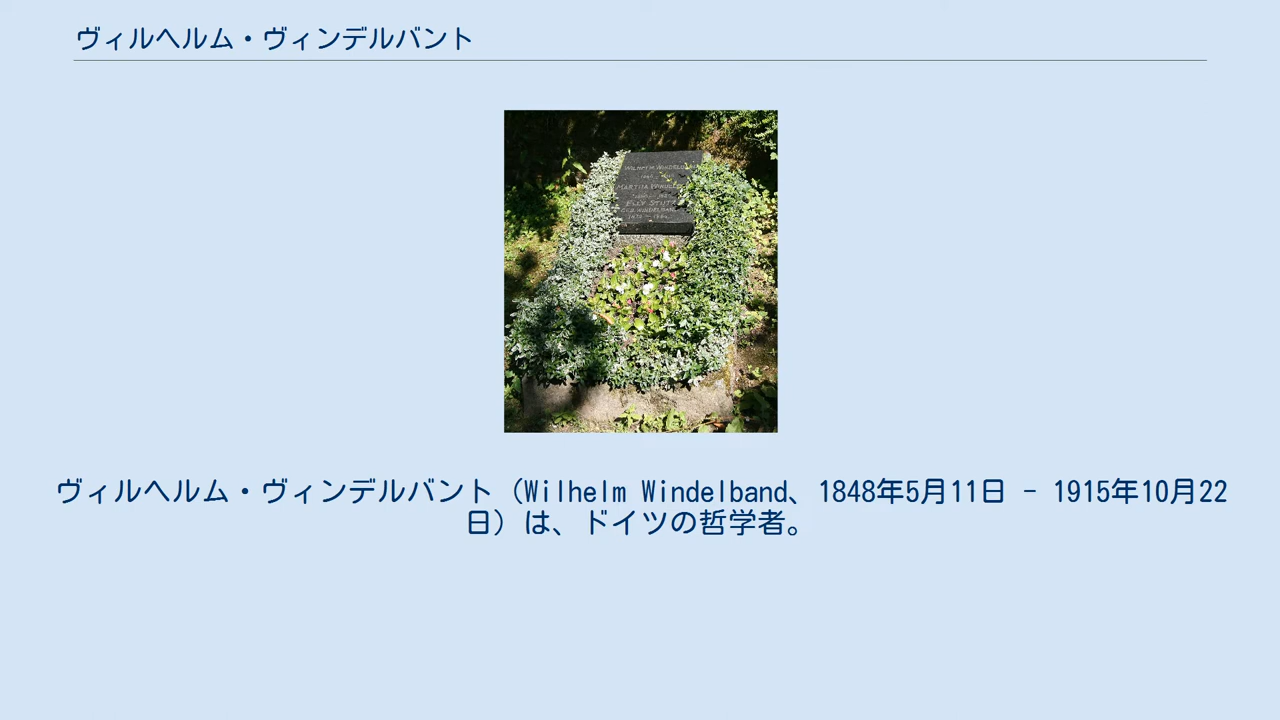 ヴィルヘルム・ヴィンデルバント
ヴィルヘルム・ヴィンデルバント（Wilhelm Windelband、1848年5月11日 - 1915年10月22
日）は、ドイツの哲学者。